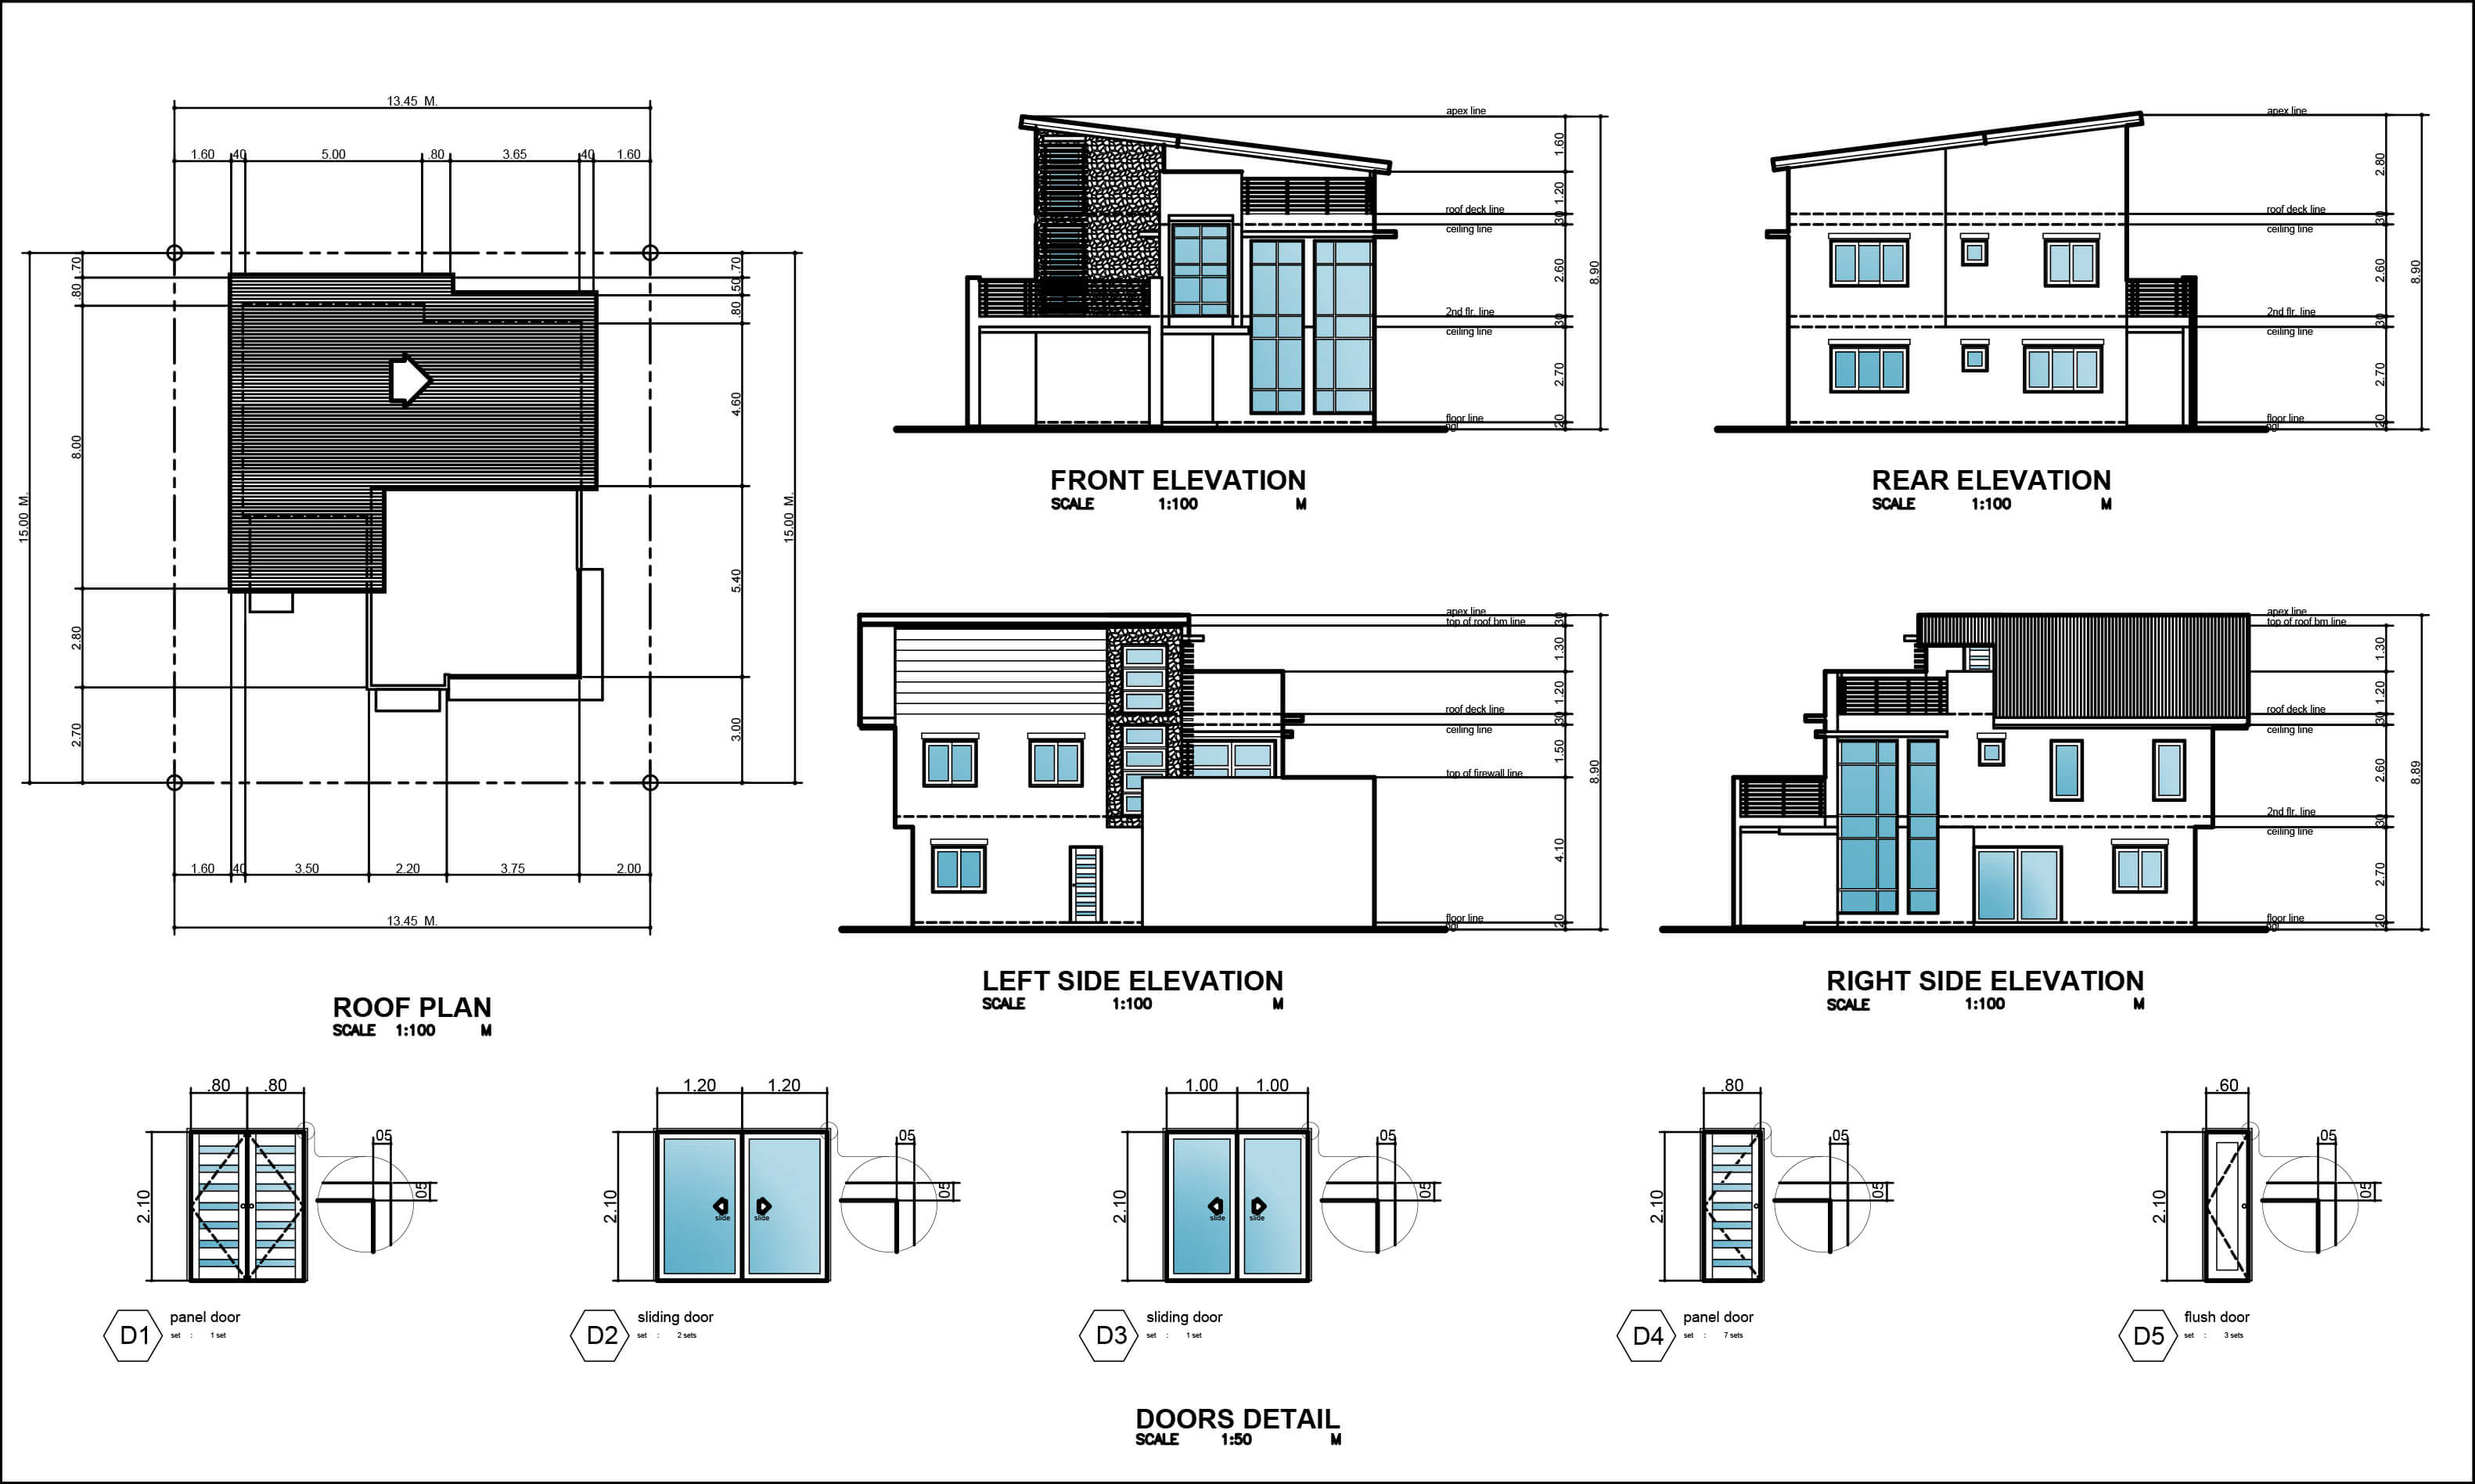 13.45 M.
1.60 .40 5.00 .80 3.65 .40 1.60
.70
.80
8.00
2.80
2.70
15.00 M.
.70
.50
.80
4.60
5.40
3.00
15.00 M.
1.60 .40 3.50 2.20 3.75 2.00
13.45 M.
ROOF PLAN
SCALE 1:100 M
apex line
roof deck line
ceiling line
2nd flr. line
ceiling line
floor line
ngl
1.60
1.20
.30
2.60
.30
2.70
.20
8.90
FRONT ELEVATION
SCALE 1:100 M
apex line
roof deck line
ceiling line
2nd flr. line
ceiling line
floor line
ngl
2.80
.30
2.60
.30
2.70
.20
8.90
REAR ELEVATION
SCALE 1:100 M
apex line
top of roof bm line
roof deck line
ceiling line
top of firewall line
floor line
ngl
.30
1.30
1.20
.30
1.50
4.10
.20
8.90
LEFT SIDE ELEVATION
SCALE 1:100 M
apex line
top of roof bm line
roof deck line
ceiling line
2nd flr. line
ceiling line
floor line
ngl
1.30
1.20
.30
2.60
.30
2.70
.20
8.89
RIGHT SIDE ELEVATION
SCALE 1:100 M
.80 .80
2.10
.05
.05
D1
panel door
set : 1 set
1.20 1.20
2.10
slide slide
.05
.05
D2
sliding door
set : 2 sets
1.00 1.00
2.10
slide slide
.05
.05
D3
sliding door
set : 1 set
.80
2.10
.05
.05
D4
panel door
set : 7 sets
.60
2.10
.05
.05
D5
flush door
set : 3 sets
DOORS DETAIL
SCALE 1:50 M